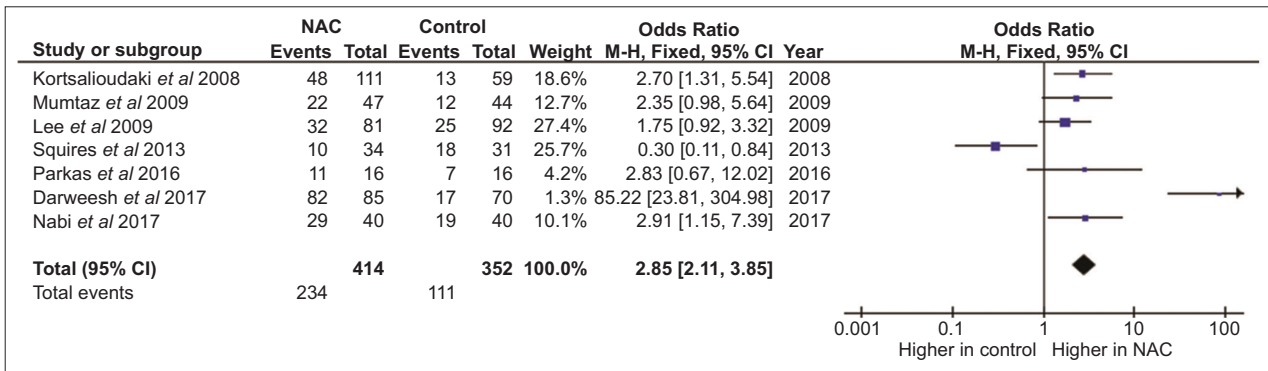 NAC Control Odds Ratio Odds Ratio
Study or subgroup Events Total Events Total Weight M-H, Fixed, 95% CI Year M-H, Fixed, 95% CI
Kortsalioudaki et al 2008 48 111 13 59 18.6% 2.70 [1.31, 5.54] 2008
Mumtaz et al 2009 22 47 12 44 12.7% 2.35 [0.98, 5.64] 2009
Lee et al 2009 32 81 25 92 27.4% 1.75 [0.92, 3.32] 2009
Squires et al 2013 10 34 18 31 25.7% 0.30 [0.11, 0.84] 2013
Parkas et al 2016 11 16 7 16 4.2% 2.83 [0.67, 12.02] 2016
Darweesh et al 2017 82 85 17 70 1.3% 85.22 [23.81, 304.98] 2017
Nabi et al 2017 29 40 19 40 10.1% 2.91 [1.15, 7.39] 2017
Total (95% CI) 414 352 100.0% 2.85 [2.11, 3.85]
Total events 234 111
0.001 0.1 1 10 100
Higher in control Higher in NAC